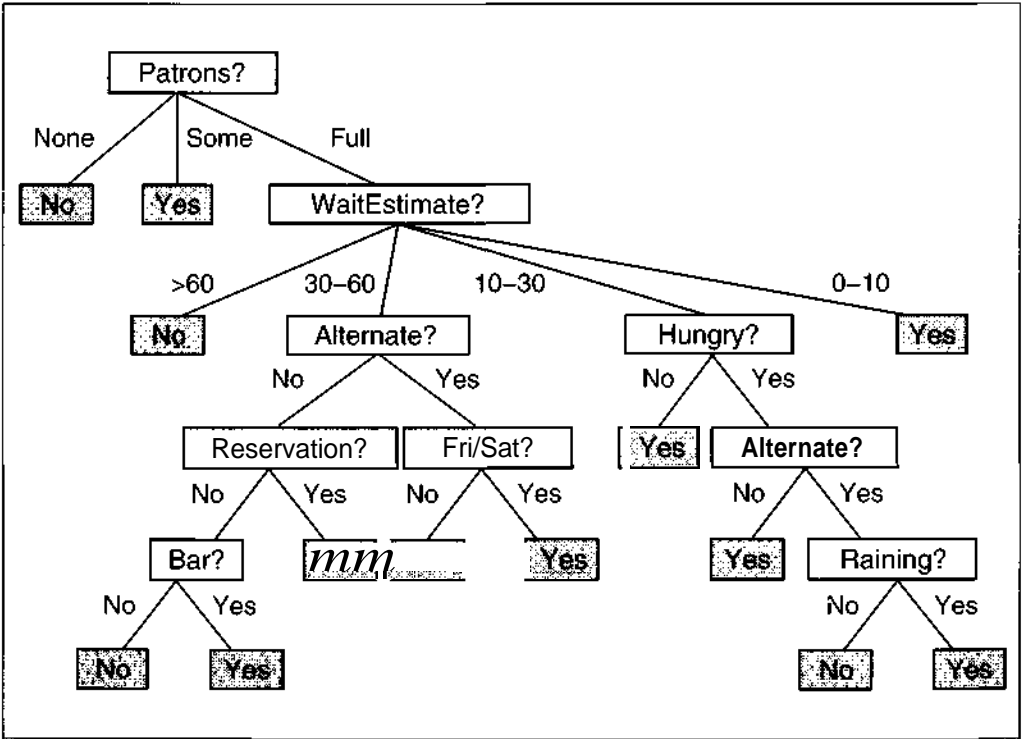 Patrons?
None Some Full
No Yes WaitEstimate?
>60 30–60 10–30 0–10
No Alternate? Hungry? Yes
No Yes No Yes
Reservation? Fri/Sat? Yes Alternate?
No Yes No Yes No Yes
Bar? mm Yes Yes Raining?
No Yes No Yes
No Yes No Yes